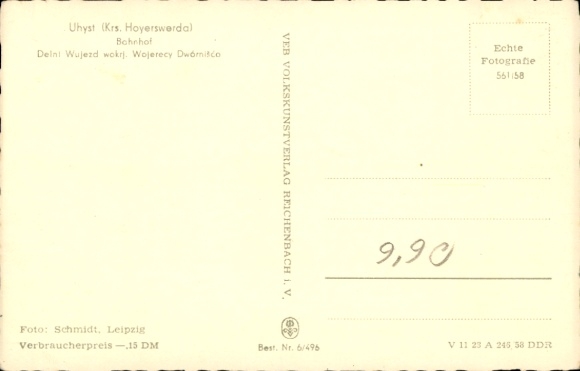 Uhyst (Krs. Hoyerswerda)
Bahnhof
Delni Wujezd wokrj. Wojerecy Dwórnišćo
VEB VOLKSKUNSTVERLAG REICHENBACH i. V.
Echte
Fotografie
561/58
9,90
Foto: Schmidt, Leipzig
Verbraucherpreis —,15 DM
Best. Nr. 6/496
V 11 23 A 246 58 DDR